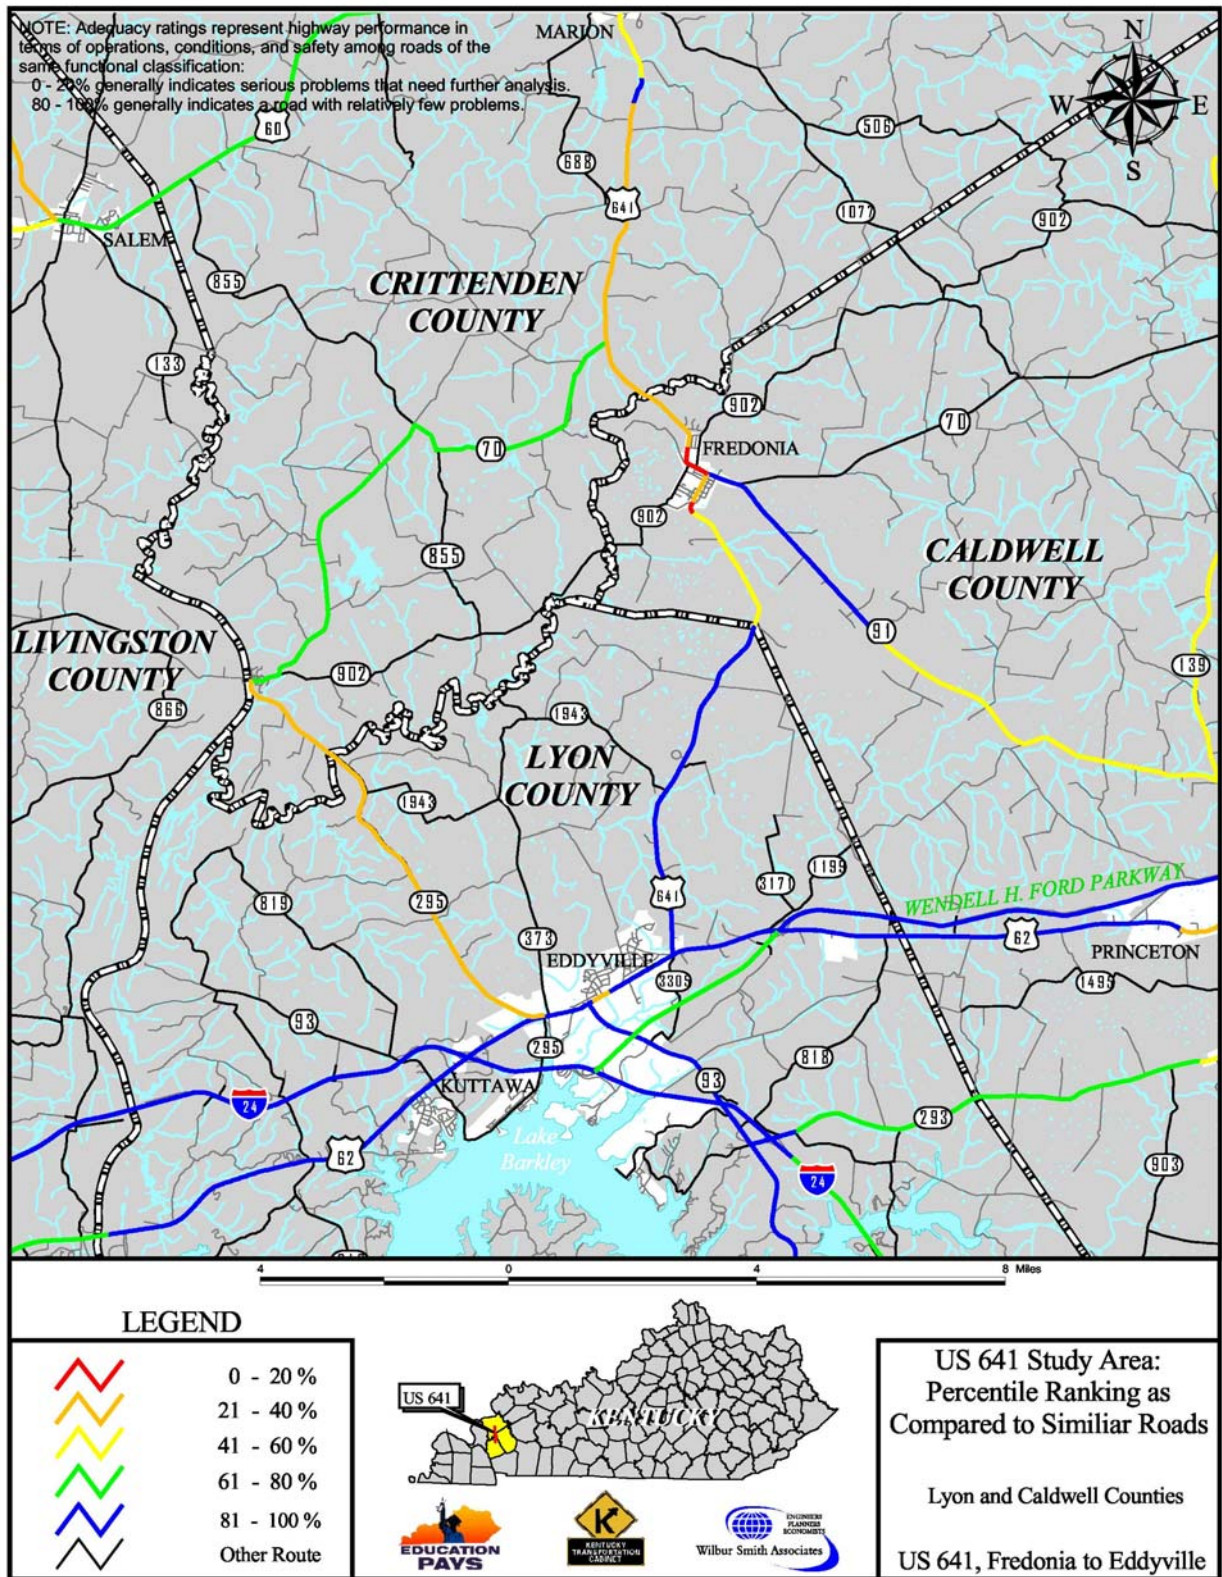 NOTE: Adequacy ratings represent highway performance in
terms of operations, conditions, and safety among roads of the
same functional classification:
0 - 20% generally indicates serious problems that need further analysis.
80 - 100% generally indicates a road with relatively few problems.
MARION
N
W
E
S
60
506
688
641
1077
902
SALEM
855
CRITTENDEN
COUNTY
133
902
70
FREDONIA
70
902
855
CALDWELL
COUNTY
91
LIVINGSTON
COUNTY
902
139
866
1943
LYON
COUNTY
1943
1199
3171
641
WENDELL H. FORD PARKWAY
819
295
62
373
EDDYVILLE
PRINCETON
3305
1495
93
295
818
KUTTAWA
93
24
293
Lake
Barkley
62
903
24
4
0
4
8 Miles
LEGEND
0 - 20 %
21 - 40 %
41 - 60 %
61 - 80 %
81 - 100 %
Other Route
US 641
KENTUCKY
EDUCATION
PAYS
K
KENTUCKY
TRANSPORTATION
CABINET
ENGINEERS
PLANNERS
ECONOMISTS
Wilbur Smith Associates
US 641 Study Area:
Percentile Ranking as
Compared to Similiar Roads
Lyon and Caldwell Counties
US 641, Fredonia to Eddyville